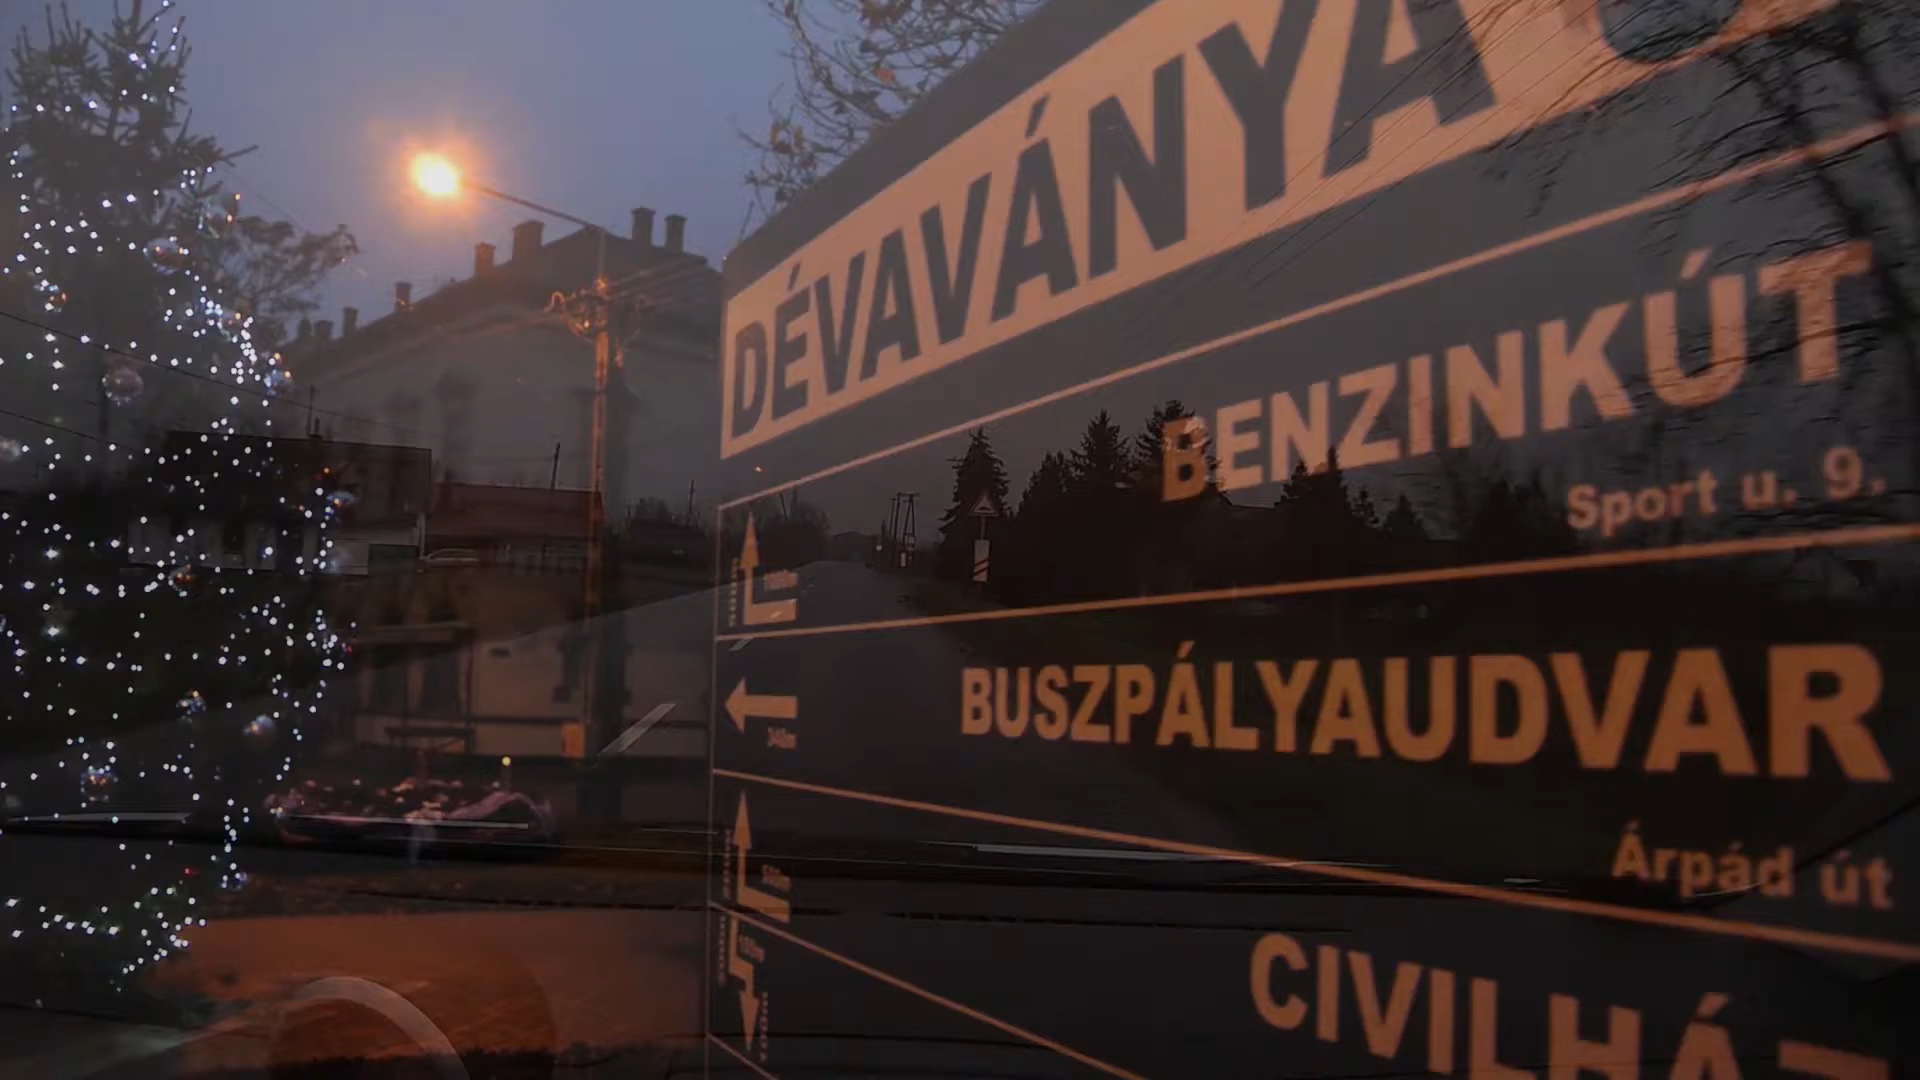 DÉVAVÁNYA
BENZINKÚT
Sport u. 9.
BUSZPÁLYAUDVAR
Árpád út